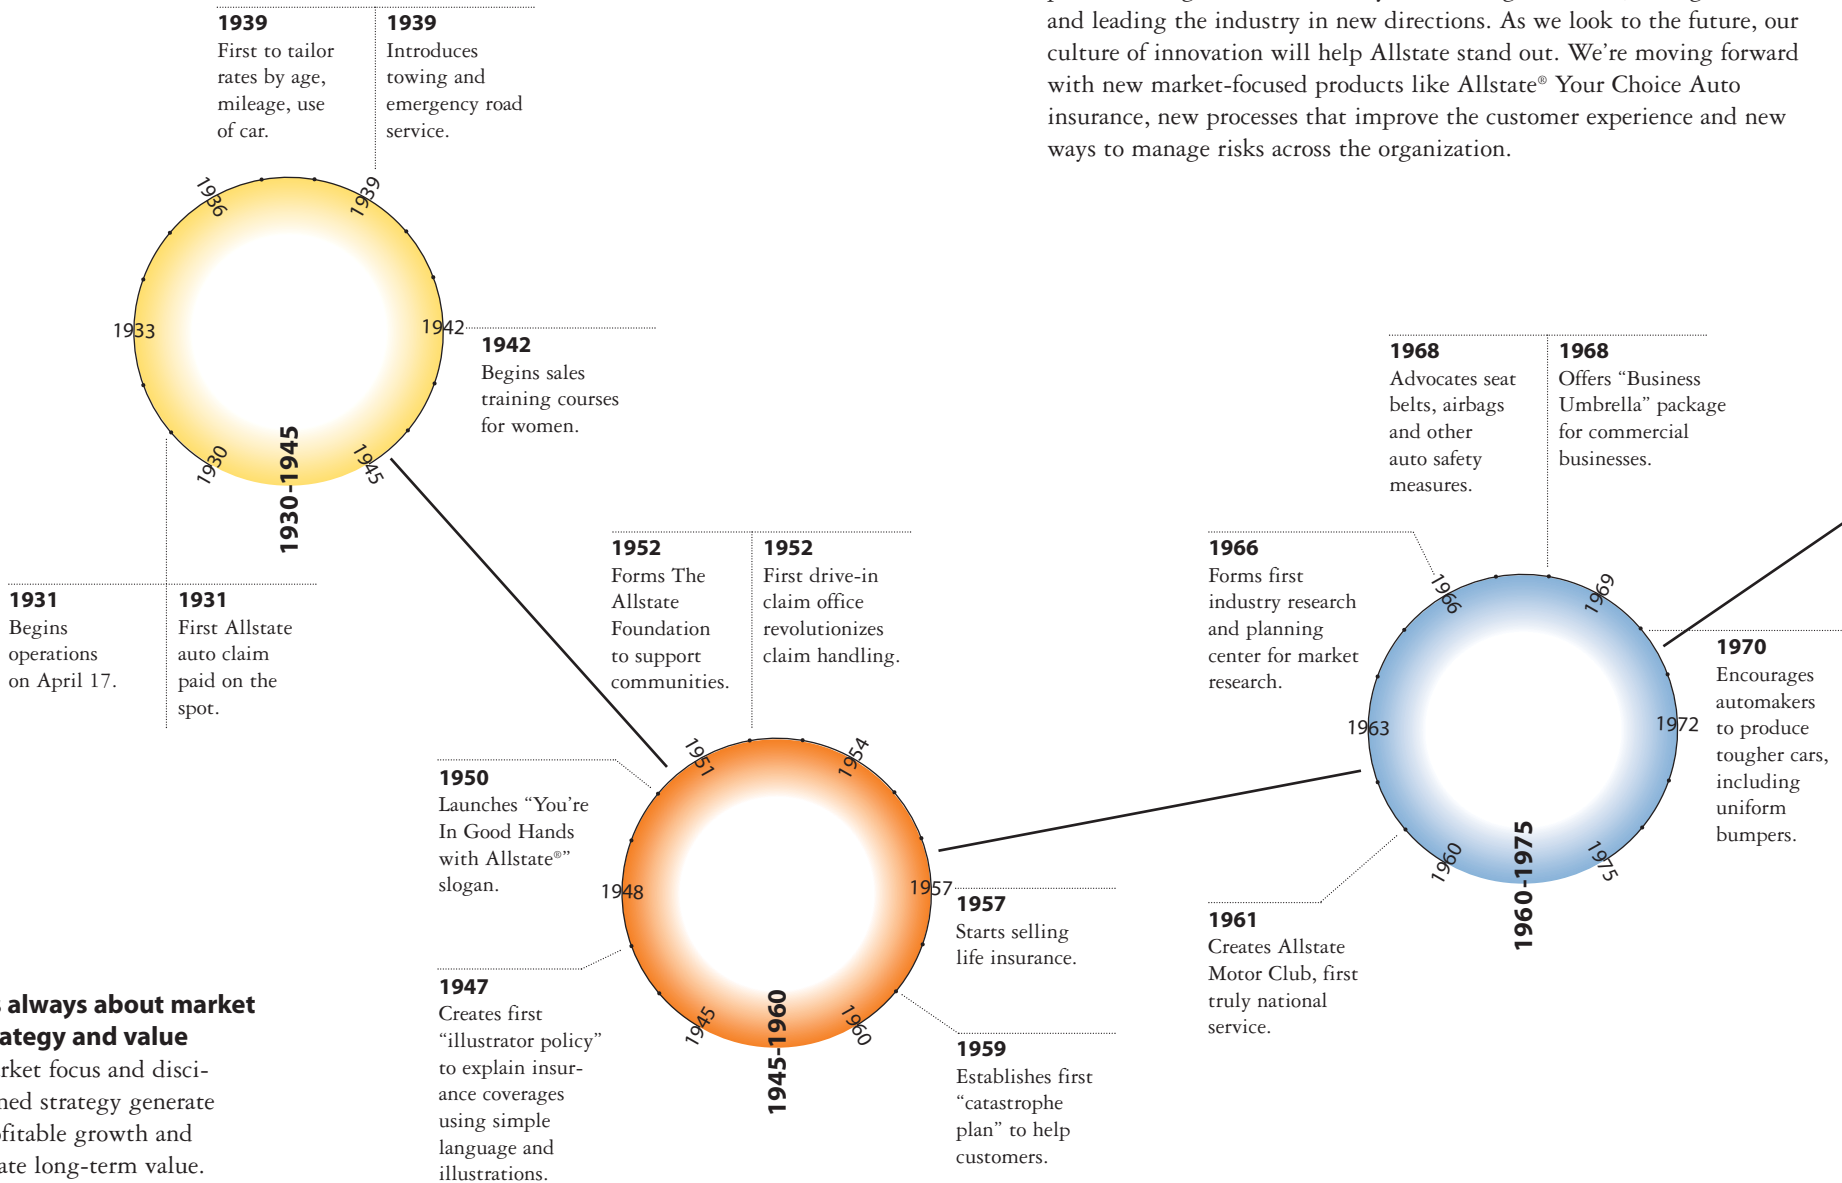 and leading the industry in new directions. As we look to the future, our
culture of innovation will help Allstate stand out. We’re moving forward
with new market-focused products like Allstate® Your Choice Auto
insurance, new processes that improve the customer experience and new
ways to manage risks across the organization.
1939
First to tailor
rates by age,
mileage, use
of car.
1939
Introduces
towing and
emergency road
service.
1936
1939
1933
1942
1930
1945
1930-1945
1942
Begins sales
training courses
for women.
1931
Begins
operations
on April 17.
1931
First Allstate
auto claim
paid on the
spot.
1952
Forms The
Allstate
Foundation
to support
communities.
1952
First drive-in
claim office
revolutionizes
claim handling.
1950
Launches “You’re
In Good Hands
with Allstate®”
slogan.
1947
Creates first
“illustrator policy”
to explain insur-
ance coverages
using simple
language and
illustrations.
1951
1954
1948
1957
1945
1960
1945-1960
1957
Starts selling
life insurance.
1959
Establishes first
“catastrophe
plan” to help
customers.
1968
Advocates seat
belts, airbags
and other
auto safety
measures.
1968
Offers “Business
Umbrella” package
for commercial
businesses.
1966
Forms first
industry research
and planning
center for market
research.
1961
Creates Allstate
Motor Club, first
truly national
service.
1966
1969
1963
1972
1960
1975
1960-1975
1970
Encourages
automakers
to produce
tougher cars,
including
uniform
bumpers.
always about market
and value
focus and disci-
strategy generate
growth and
long-term value.